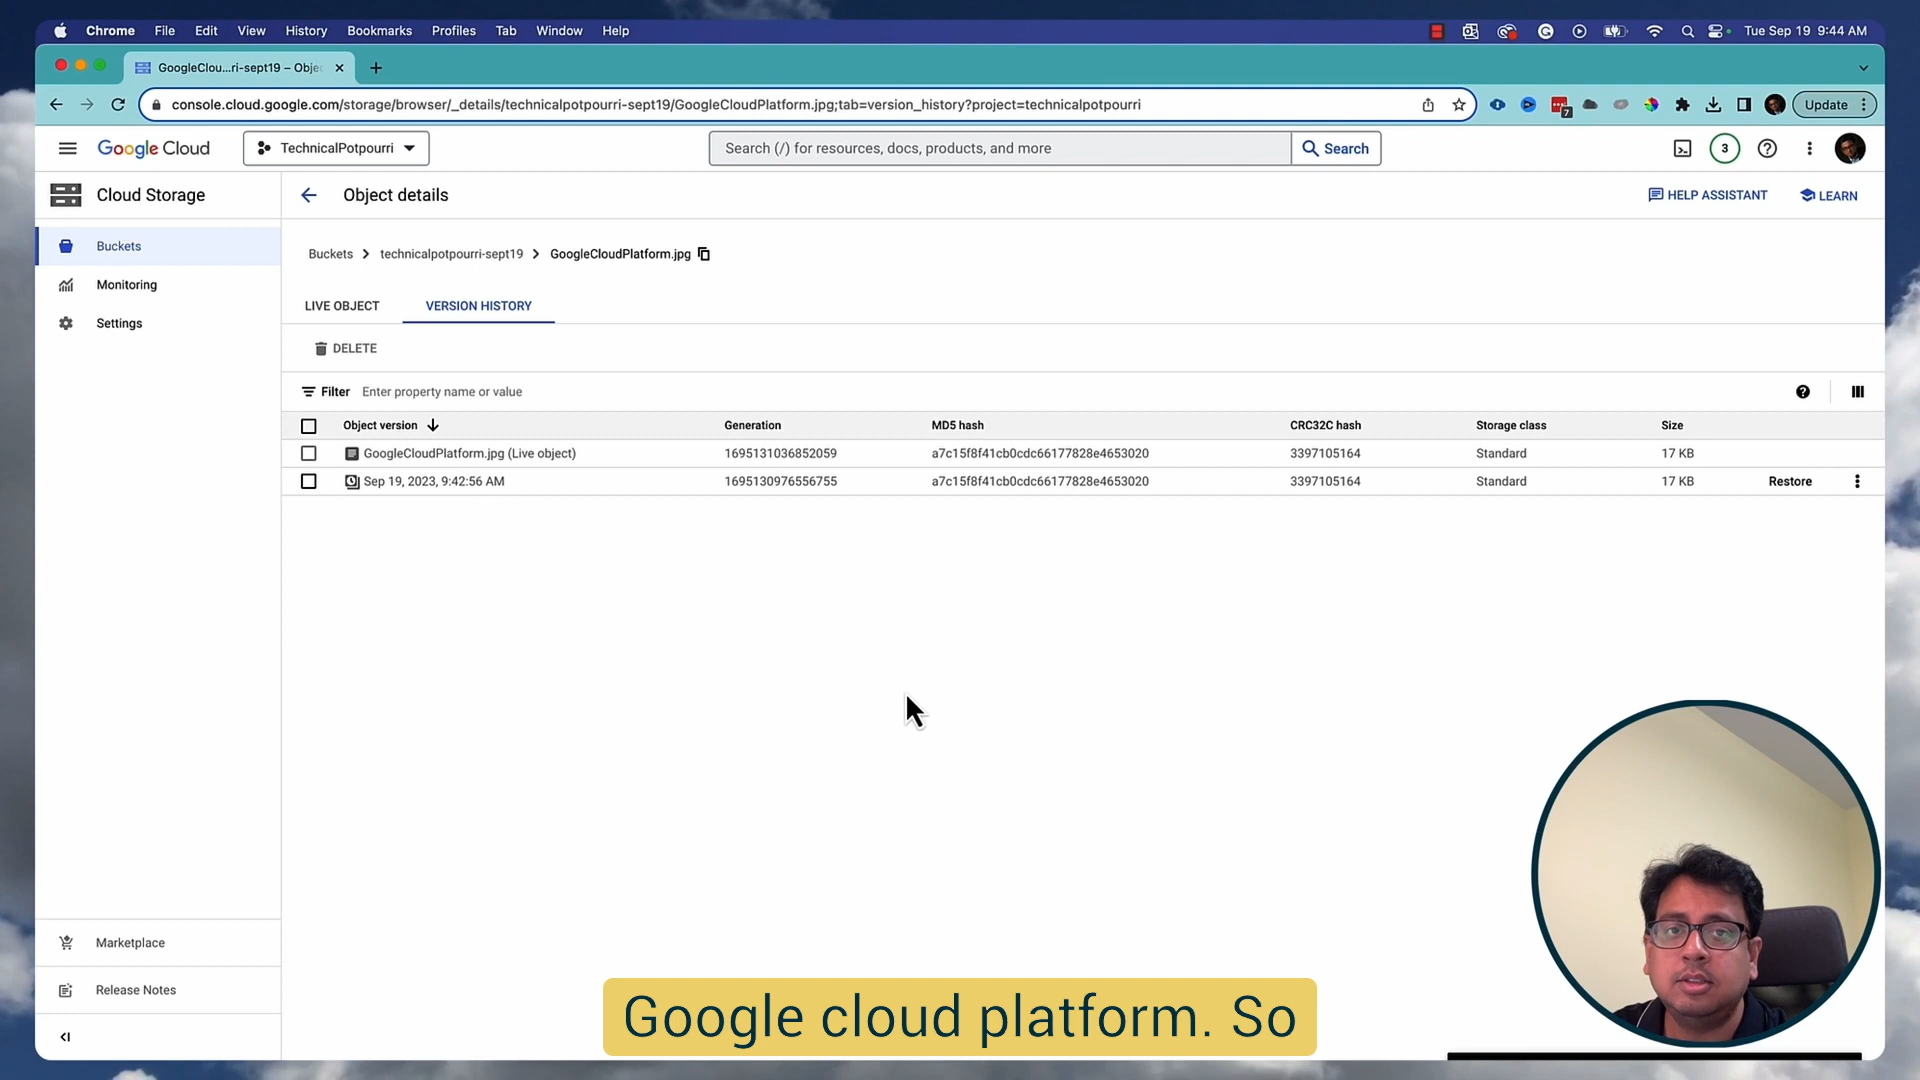 Chrome File Edit View History Bookmarks Profiles Tab Window Help Tue Sep 19 9:44 AM
GoogleClou...ri-sept19 – Obje
console.cloud.google.com/storage/browser/_details/technicalpotpourri-sept19/GoogleCloudPlatform.jpg;tab=version_history?project=technicalpotpourri 7 Update
Google Cloud TechnicalPotpourri Search (/) for resources, docs, products, and more Search 3
Cloud Storage Object details HELP ASSISTANT LEARN
Buckets
Buckets technicalpotpourri-sept19 GoogleCloudPlatform.jpg
Monitoring
LIVE OBJECT VERSION HISTORY
Settings
DELETE
Filter Enter property name or value
Object version Generation MD5 hash CRC32C hash Storage class Size
GoogleCloudPlatform.jpg (Live object) 1695131036852059 a7c15f8f41cb0cdc66177828e4653020 3397105164 Standard 17 KB
Sep 19, 2023, 9:42:56 AM 1695130976556755 a7c15f8f41cb0cdc66177828e4653020 3397105164 Standard 17 KB Restore
Marketplace
Release Notes
Google cloud platform. So